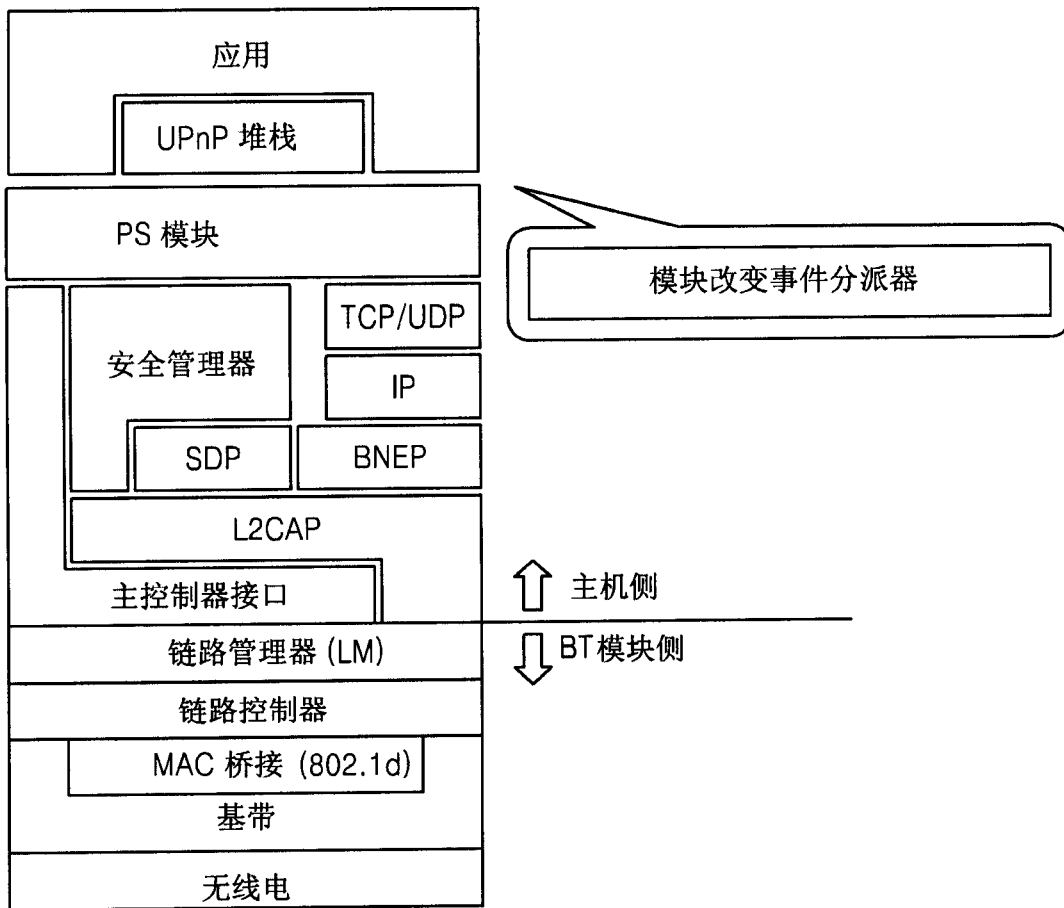 应用
UPnP 堆栈
PS 模块
模块改变事件分派器
TCP/UDP
安全管理器
IP
SDP
BNEP
L2CAP
主控制器接口
主机侧
链路管理器 (LM)
BT模块侧
链路控制器
MAC 桥接 (802.1d)
基带
无线电